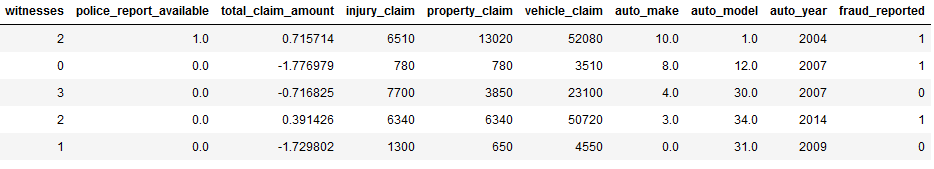 witnesses police_report_available total_claim_amount injury_claim property_claim vehicle_claim auto_make auto_model auto_year fraud_reported
2 1.0 0.715714 6510 13020 52080 10.0 1.0 2004 1
0 0.0 -1.776979 780 780 3510 8.0 12.0 2007 1
3 0.0 -0.716825 7700 3850 23100 4.0 30.0 2007 0
2 0.0 0.391426 6340 6340 50720 3.0 34.0 2014 1
1 0.0 -1.729802 1300 650 4550 0.0 31.0 2009 0